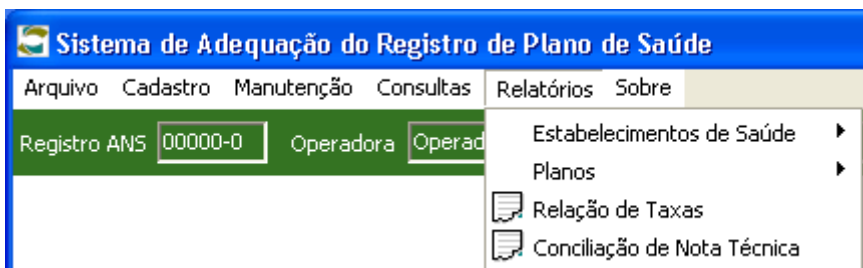 Sistema de Adequação do Registro de Plano de Saúde
Arquivo Cadastro Manutenção Consultas Relatórios Sobre
Registro ANS 00000-0 Operadora Operad
Estabelecimentos de Saúde
Planos
Relação de Taxas
Conciliação de Nota Técnica